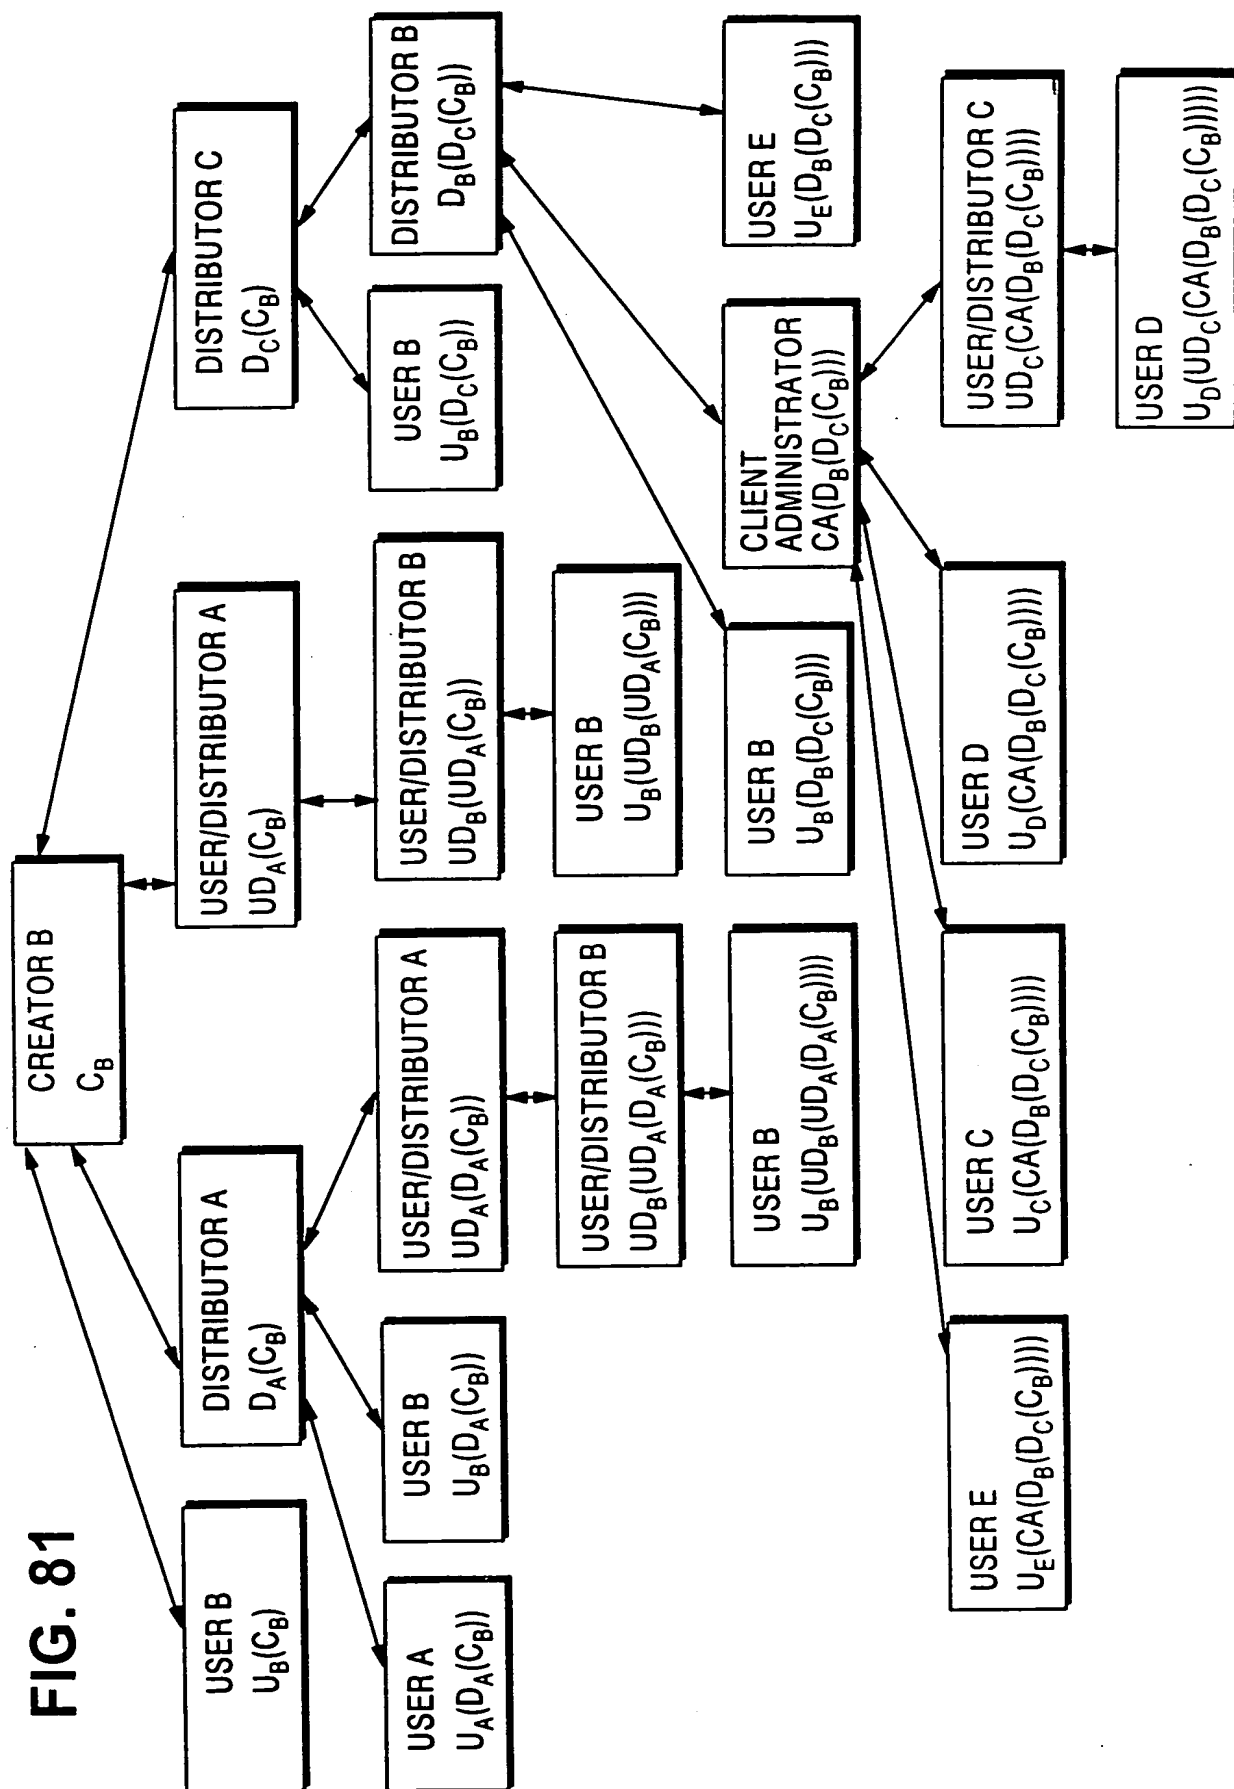 FIG. 81
CREATOR B
C_B
USER B
U_B(C_B)
DISTRIBUTOR A
D_A(C_B)
USER/DISTRIBUTOR A
UD_A(C_B)
DISTRIBUTOR C
D_C(C_B)
USER A
U_A(D_A(C_B))
USER B
U_B(D_A(C_B))
USER/DISTRIBUTOR A
UD_A(D_A(C_B))
USER/DISTRIBUTOR B
UD_B(UD_A(C_B))
USER B
U_B(D_C(C_B))
DISTRIBUTOR B
D_B(D_C(C_B))
USER/DISTRIBUTOR B
UD_B(UD_A(D_A(C_B)))
USER B
U_B(UD_B(UD_A(C_B)))
USER B
U_B(UD_B(UD_A(D_A(C_B))))
USER B
U_B(D_B(D_C(C_B)))
CLIENT
ADMINISTRATOR
CA(D_B(D_C(C_B)))
USER E
U_E(D_B(D_C(C_B)))
USER E
U_E(CA(D_B(D_C(C_B))))
USER C
U_C(CA(D_B(D_C(C_B))))
USER D
U_D(CA(D_B(D_C(C_B))))
USER/DISTRIBUTOR C
UD_C(CA(D_B(D_C(C_B))))
USER D
U_D(UD_C(CA(D_B(D_C(C_B)))))